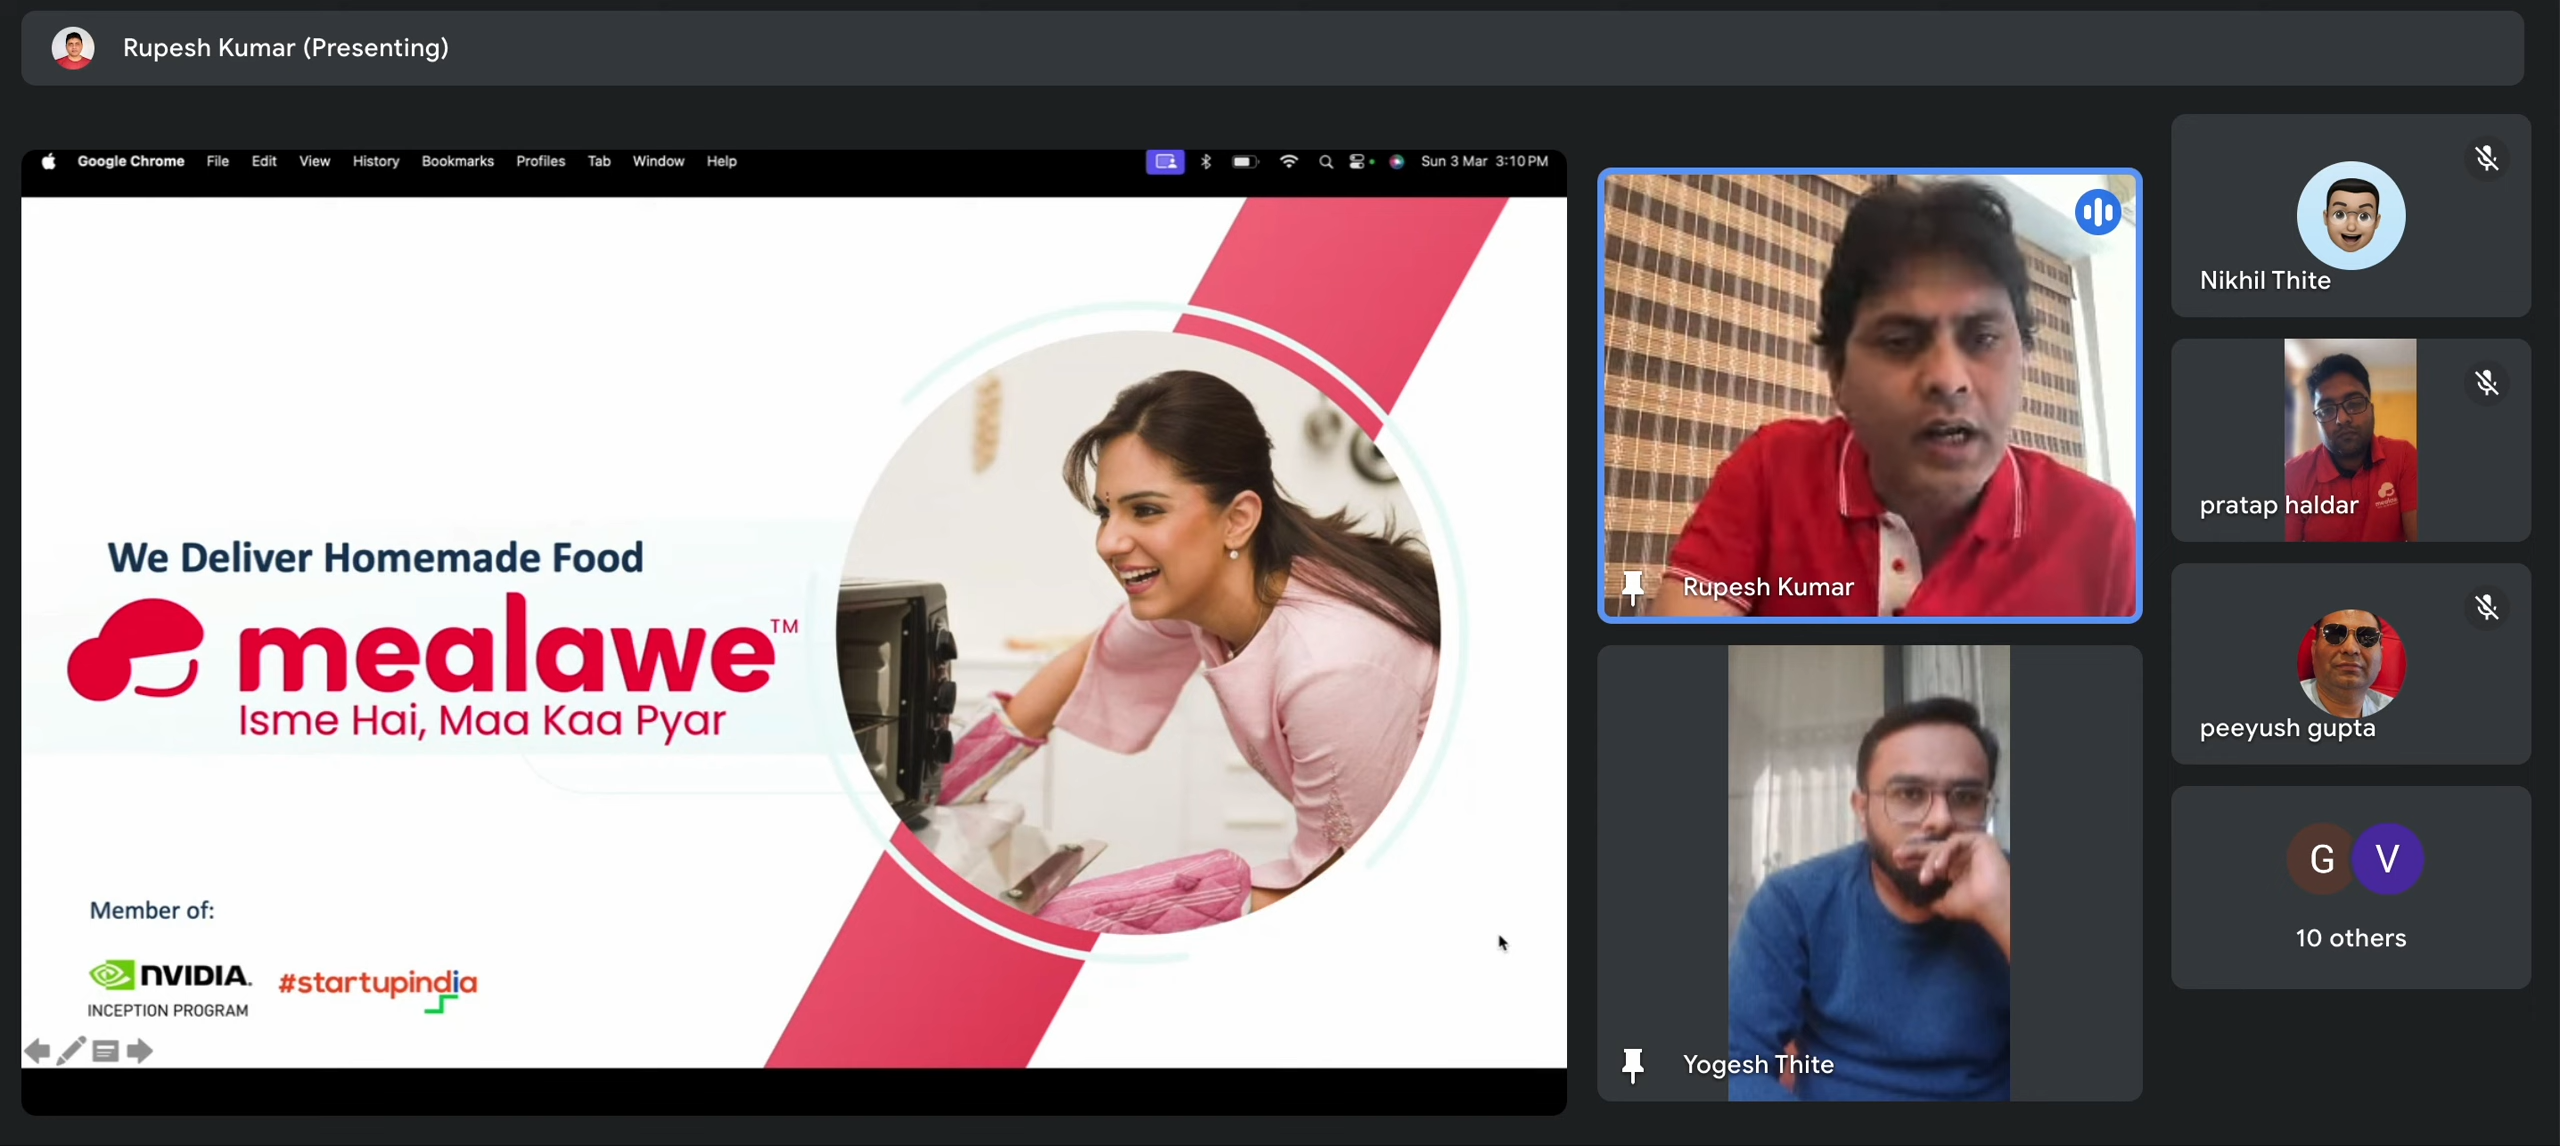 Rupesh Kumar (Presenting)
Google Chrome File Edit View History Bookmarks Profiles Tab Window Help
Sun 3 Mar 3:10 PM
We Deliver Homemade Food
mealawe™
Isme Hai, Maa Kaa Pyar
Member of:
NVIDIA.
INCEPTION PROGRAM
#startupindia
Rupesh Kumar
Yogesh Thite
Nikhil Thite
pratap haldar
mealawe
peeyush gupta
G V
10 others